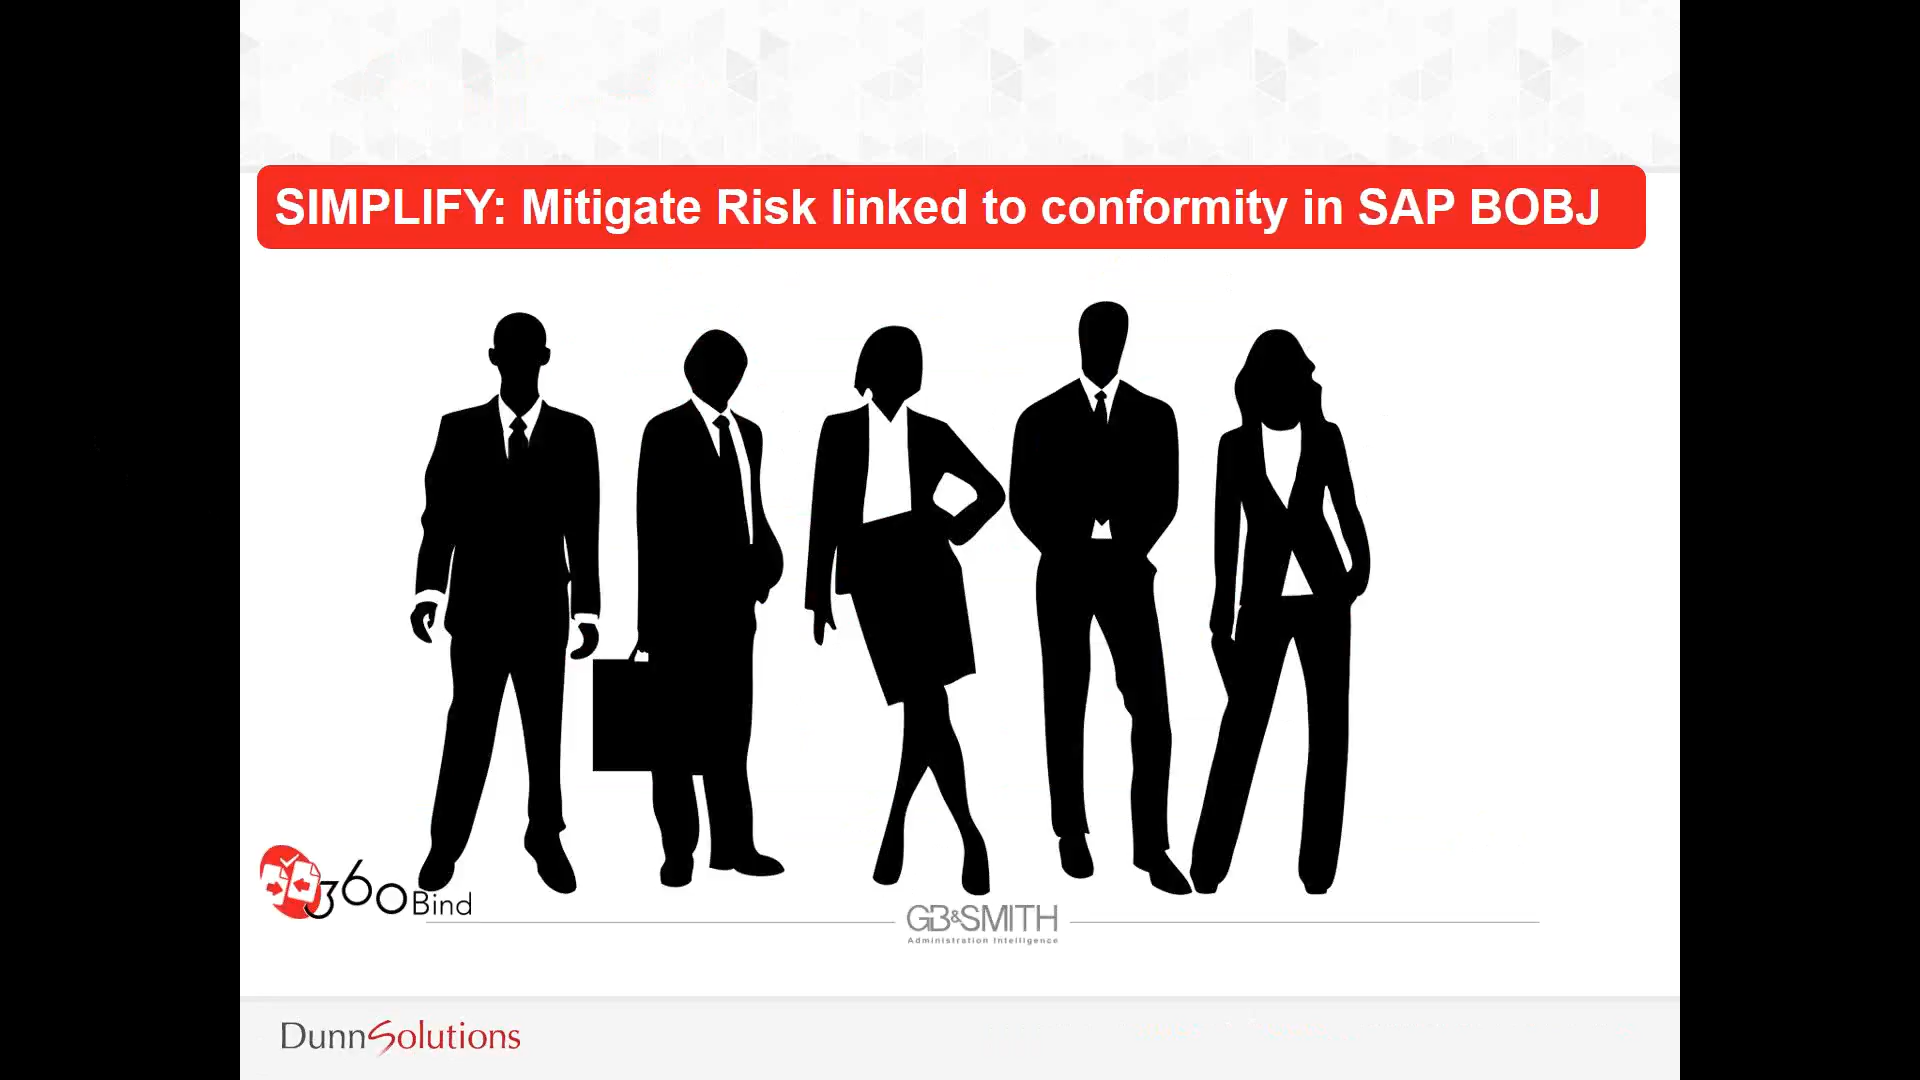 SIMPLIFY: Mitigate Risk linked to conformity in SAP BOBJ
360Bind
GB&SMITH
Administration Intelligence
DunnSolutions